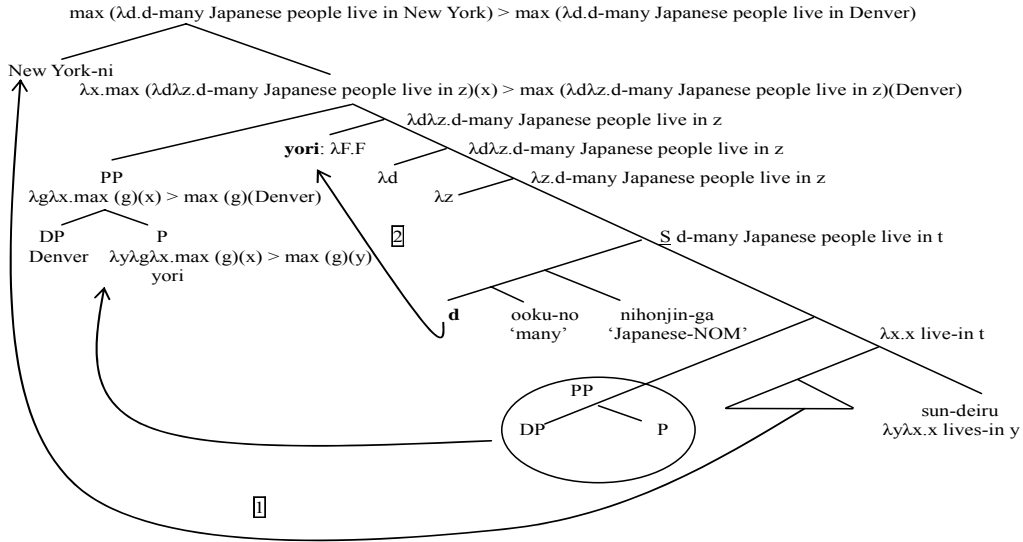 max (λd.d-many Japanese people live in New York) > max (λd.d-many Japanese people live in Denver)
New York-ni
λx.max (λdλz.d-many Japanese people live in z)(x) > max (λdλz.d-many Japanese people live in z)(Denver)
λdλz.d-many Japanese people live in z
yori: λF.F
λdλz.d-many Japanese people live in z
λd
λz.d-many Japanese people live in z
PP
λgλx.max (g)(x) > max (g)(Denver)
λz
DP
P
2
S d-many Japanese people live in t
Denver
λyλgλx.max (g)(x) > max (g)(y)
yori
d
ooku-no
‘many’
nihonjin-ga
‘Japanese-NOM’
λx.x live-in t
PP
DP
P
sun-deiru
λyλx.x lives-in y
1